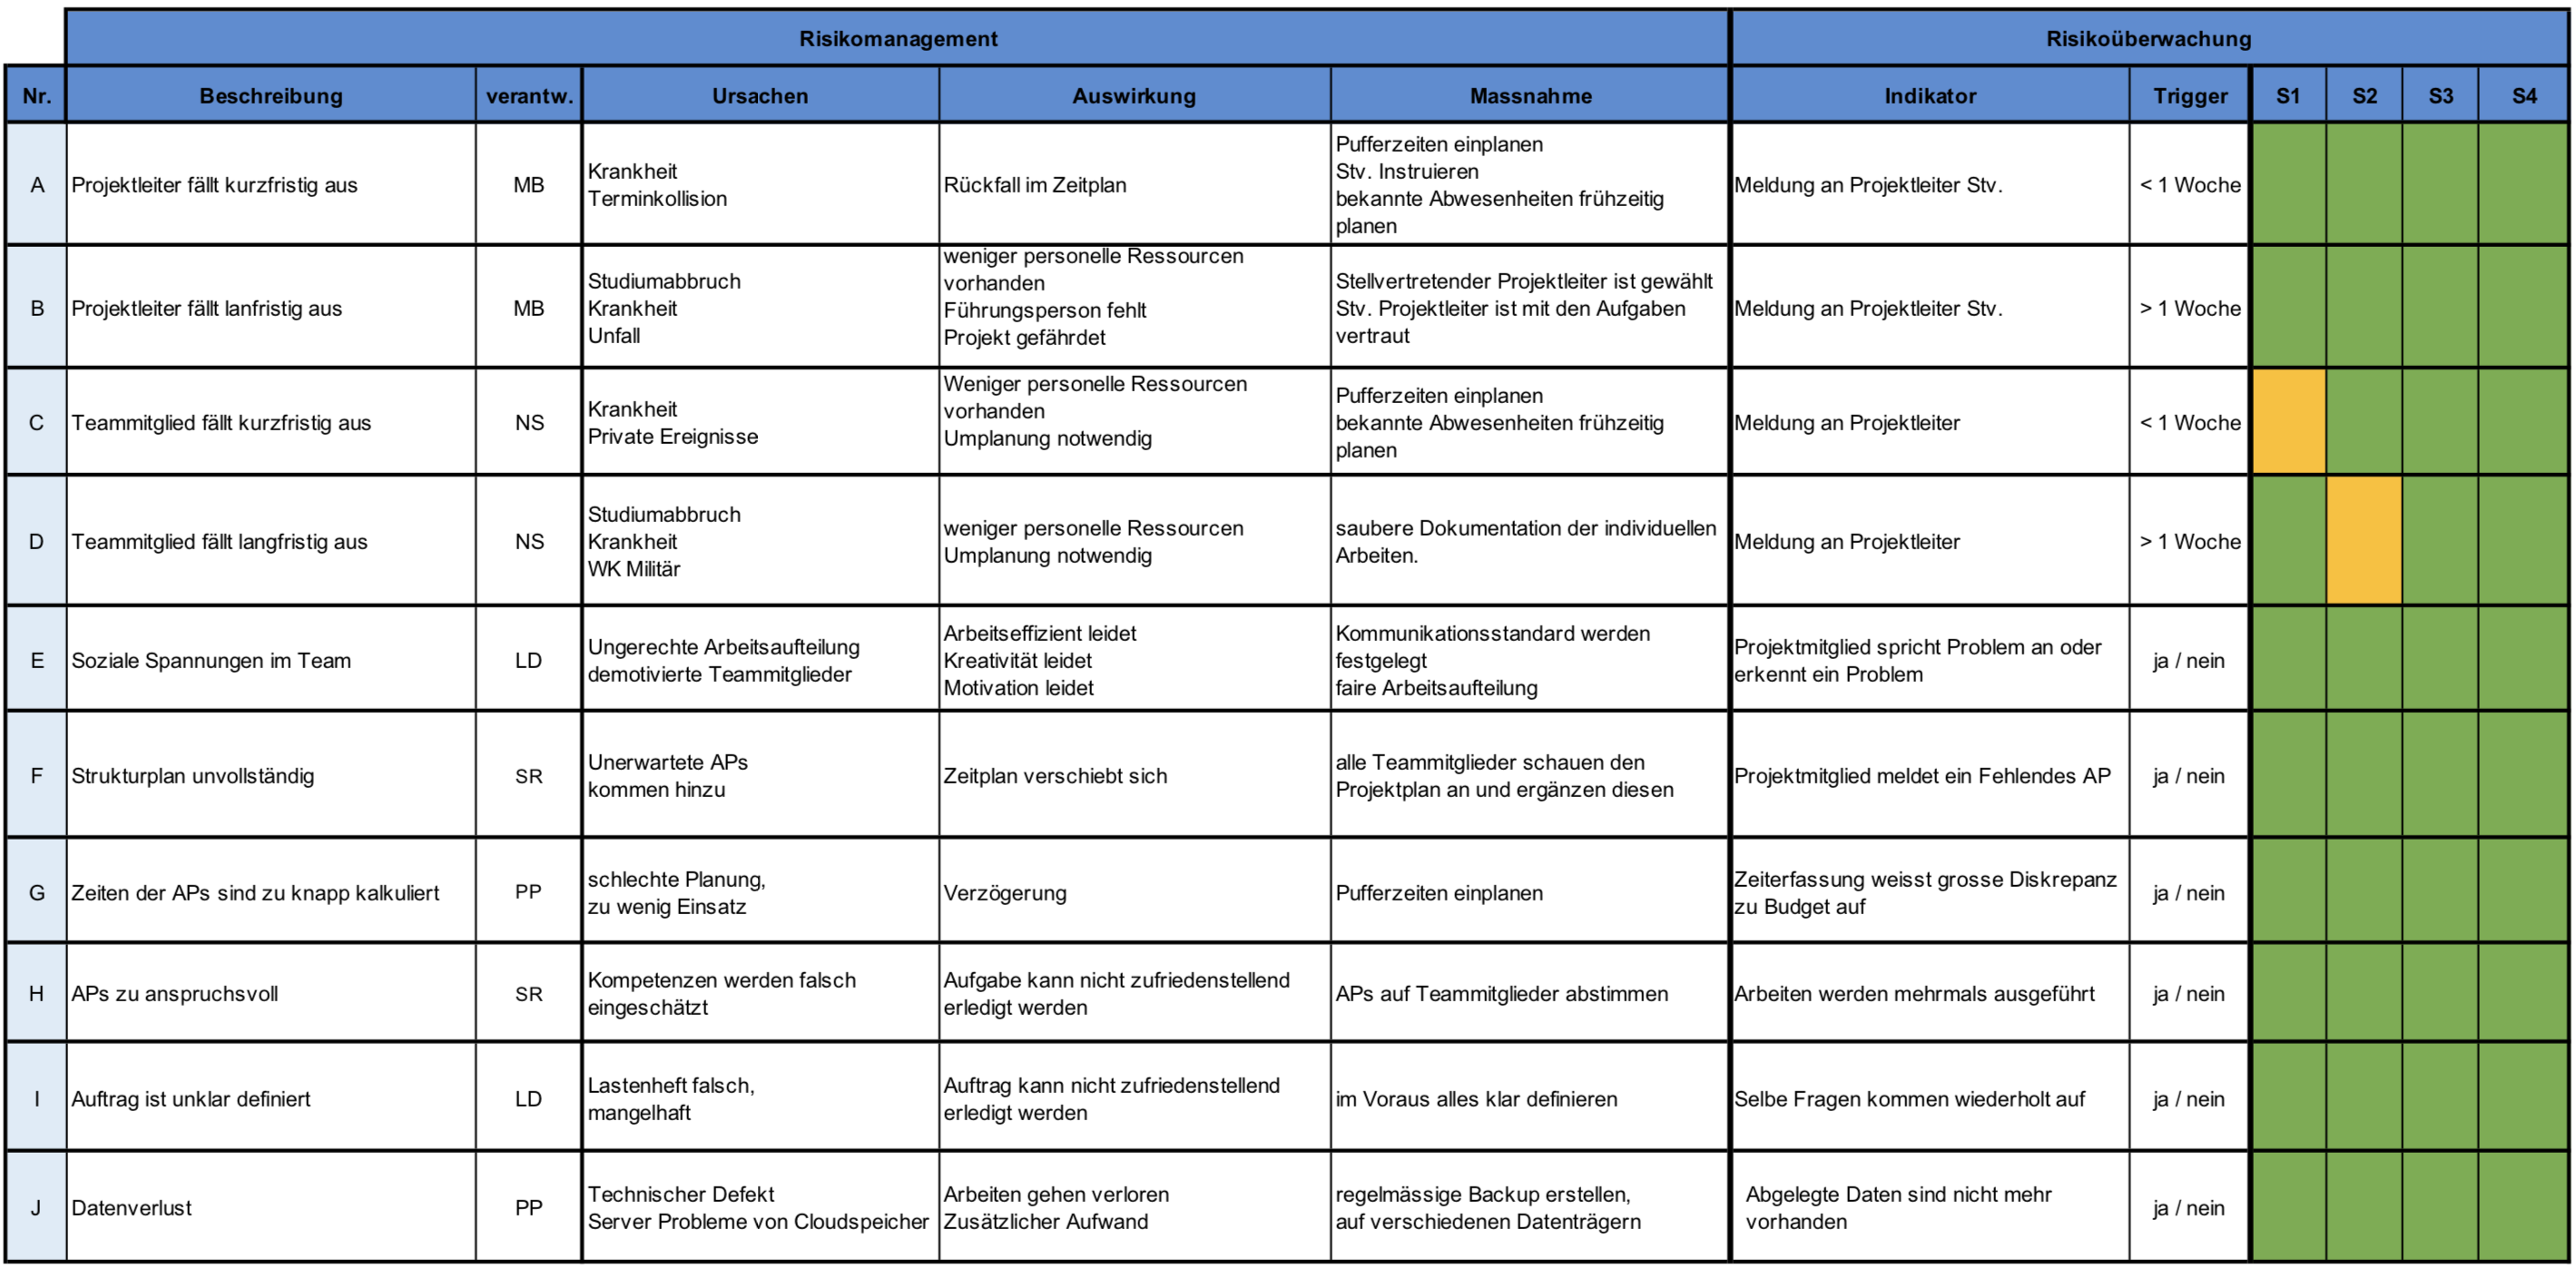 Risikomanagement
Risikoüberwachung
Nr.
Beschreibung
verantw.
Ursachen
Auswirkung
Massnahme
Indikator
Trigger
S1
S2
S3
S4
A
Projektleiter fällt kurzfristig aus
MB
Krankheit
Terminkollision
Rückfall im Zeitplan
Pufferzeiten einplanen
Stv. Instruieren
bekannte Abwesenheiten frühzeitig
planen
Meldung an Projektleiter Stv.
< 1 Woche
B
Projektleiter fällt lanfristig aus
MB
Studiumabbruch
Krankheit
Unfall
weniger personelle Ressourcen
vorhanden
Führungsperson fehlt
Projekt gefährdet
Stellvertretender Projektleiter ist gewählt
Stv. Projektleiter ist mit den Aufgaben
vertraut
Meldung an Projektleiter Stv.
> 1 Woche
C
Teammitglied fällt kurzfristig aus
NS
Krankheit
Private Ereignisse
Weniger personelle Ressourcen
vorhanden
Umplanung notwendig
Pufferzeiten einplanen
bekannte Abwesenheiten frühzeitig
planen
Meldung an Projektleiter
< 1 Woche
D
Teammitglied fällt langfristig aus
NS
Studiumabbruch
Krankheit
WK Militär
weniger personelle Ressourcen
Umplanung notwendig
saubere Dokumentation der individuellen
Arbeiten.
Meldung an Projektleiter
> 1 Woche
E
Soziale Spannungen im Team
LD
Ungerechte Arbeitsaufteilung
demotivierte Teammitglieder
Arbeitseffizient leidet
Kreativität leidet
Motivation leidet
Kommunikationsstandard werden
festgelegt
faire Arbeitsaufteilung
Projektmitglied spricht Problem an oder
erkennt ein Problem
ja / nein
F
Strukturplan unvollständig
SR
Unerwartete APs
kommen hinzu
Zeitplan verschiebt sich
alle Teammitglieder schauen den
Projektplan an und ergänzen diesen
Projektmitglied meldet ein Fehlendes AP
ja / nein
G
Zeiten der APs sind zu knapp kalkuliert
PP
schlechte Planung,
zu wenig Einsatz
Verzögerung
Pufferzeiten einplanen
Zeiterfassung weisst grosse Diskrepanz
zu Budget auf
ja / nein
H
APs zu anspruchsvoll
SR
Kompetenzen werden falsch
eingeschätzt
Aufgabe kann nicht zufriedenstellend
erledigt werden
APs auf Teammitglieder abstimmen
Arbeiten werden mehrmals ausgeführt
ja / nein
I
Auftrag ist unklar definiert
LD
Lastenheft falsch,
mangelhaft
Auftrag kann nicht zufriedenstellend
erledigt werden
im Voraus alles klar definieren
Selbe Fragen kommen wiederholt auf
ja / nein
J
Datenverlust
PP
Technischer Defekt
Server Probleme von Cloudspeicher
Arbeiten gehen verloren
Zusätzlicher Aufwand
regelmässige Backup erstellen,
auf verschiedenen Datenträgern
Abgelegte Daten sind nicht mehr
vorhanden
ja / nein